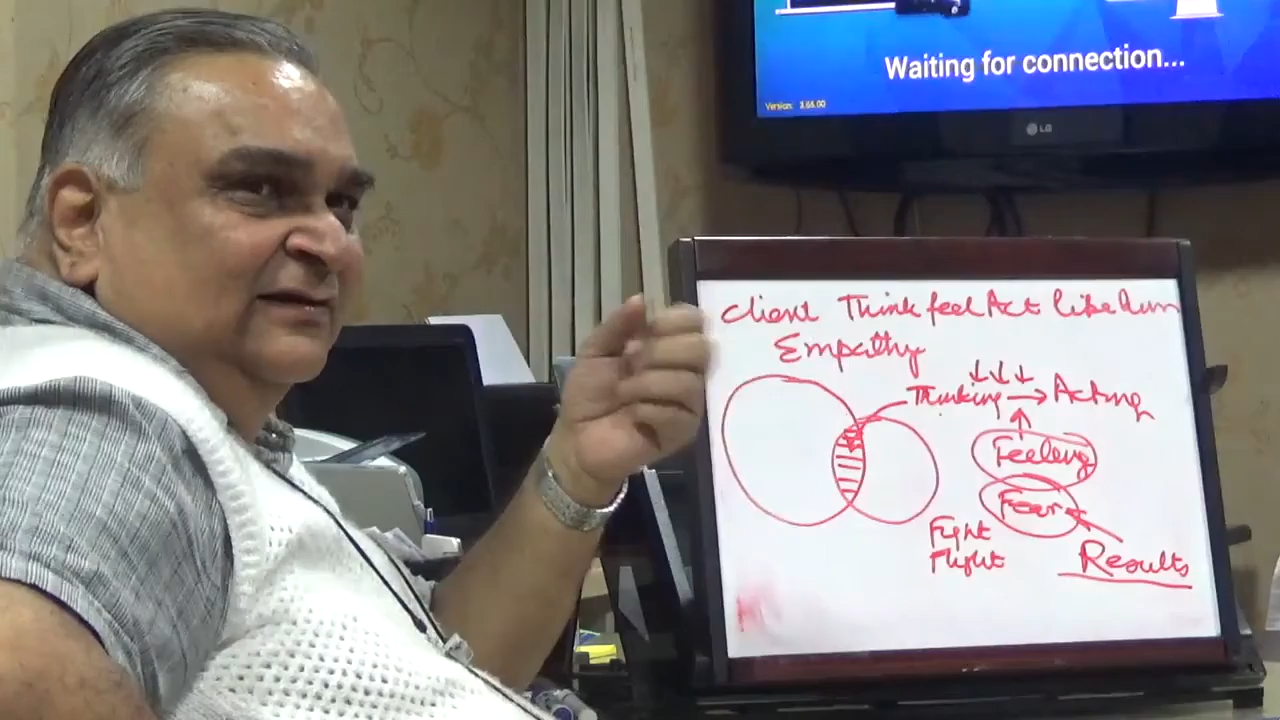 Waiting for connection...
Version: 3.65.00
LG
Client Think feel Act like
Empathy
Thinking → Acting
Feeling
Fear
Fight
Flight
Results